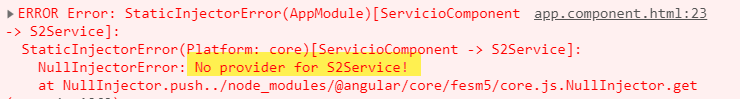 ▶ERROR Error: StaticInjectorError(AppModule)[ServicioComponent app.component.html:23
-> S2Service]:
StaticInjectorError(Platform: core)[ServicioComponent -> S2Service]:
NullInjectorError: No provider for S2Service!
at NullInjector.push../node_modules/@angular/core/fesm5/core.js.NullInjector.get